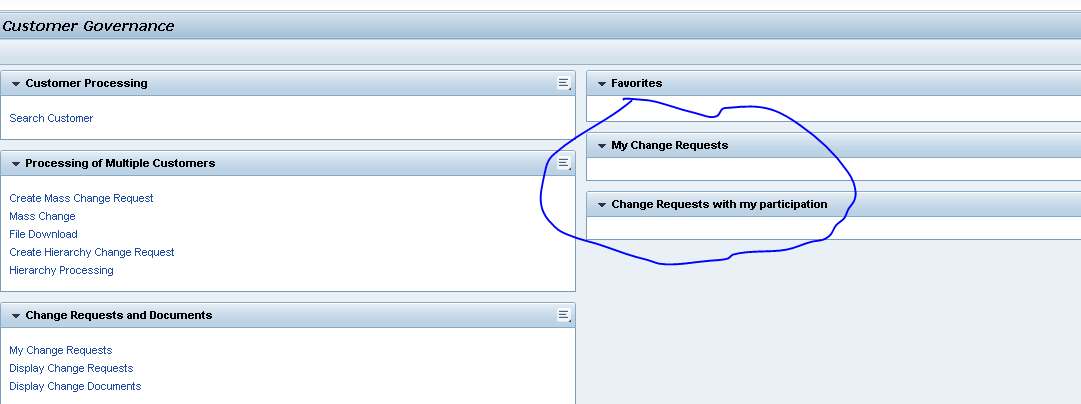 Customer Governance
Customer Processing
Search Customer
Processing of Multiple Customers
Create Mass Change Request
Mass Change
File Download
Create Hierarchy Change Request
Hierarchy Processing
Change Requests and Documents
My Change Requests
Display Change Requests
Display Change Documents
Favorites
My Change Requests
Change Requests with my participation